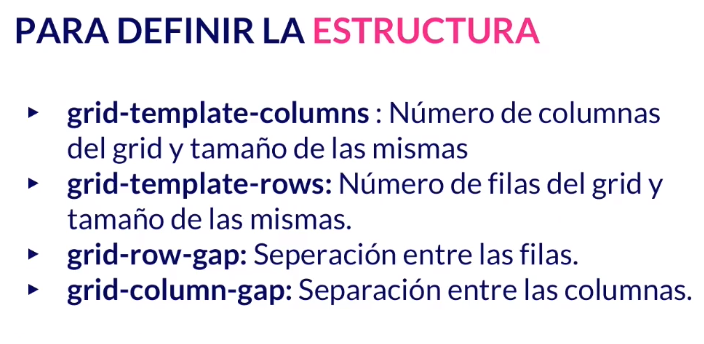 PARA DEFINIR LA ESTRUCTURA
▸ grid-template-columns : Número de columnas
del grid y tamaño de las mismas
▸ grid-template-rows: Número de filas del grid y
tamaño de las mismas.
▸ grid-row-gap: Seperación entre las filas.
▸ grid-column-gap: Separación entre las columnas.